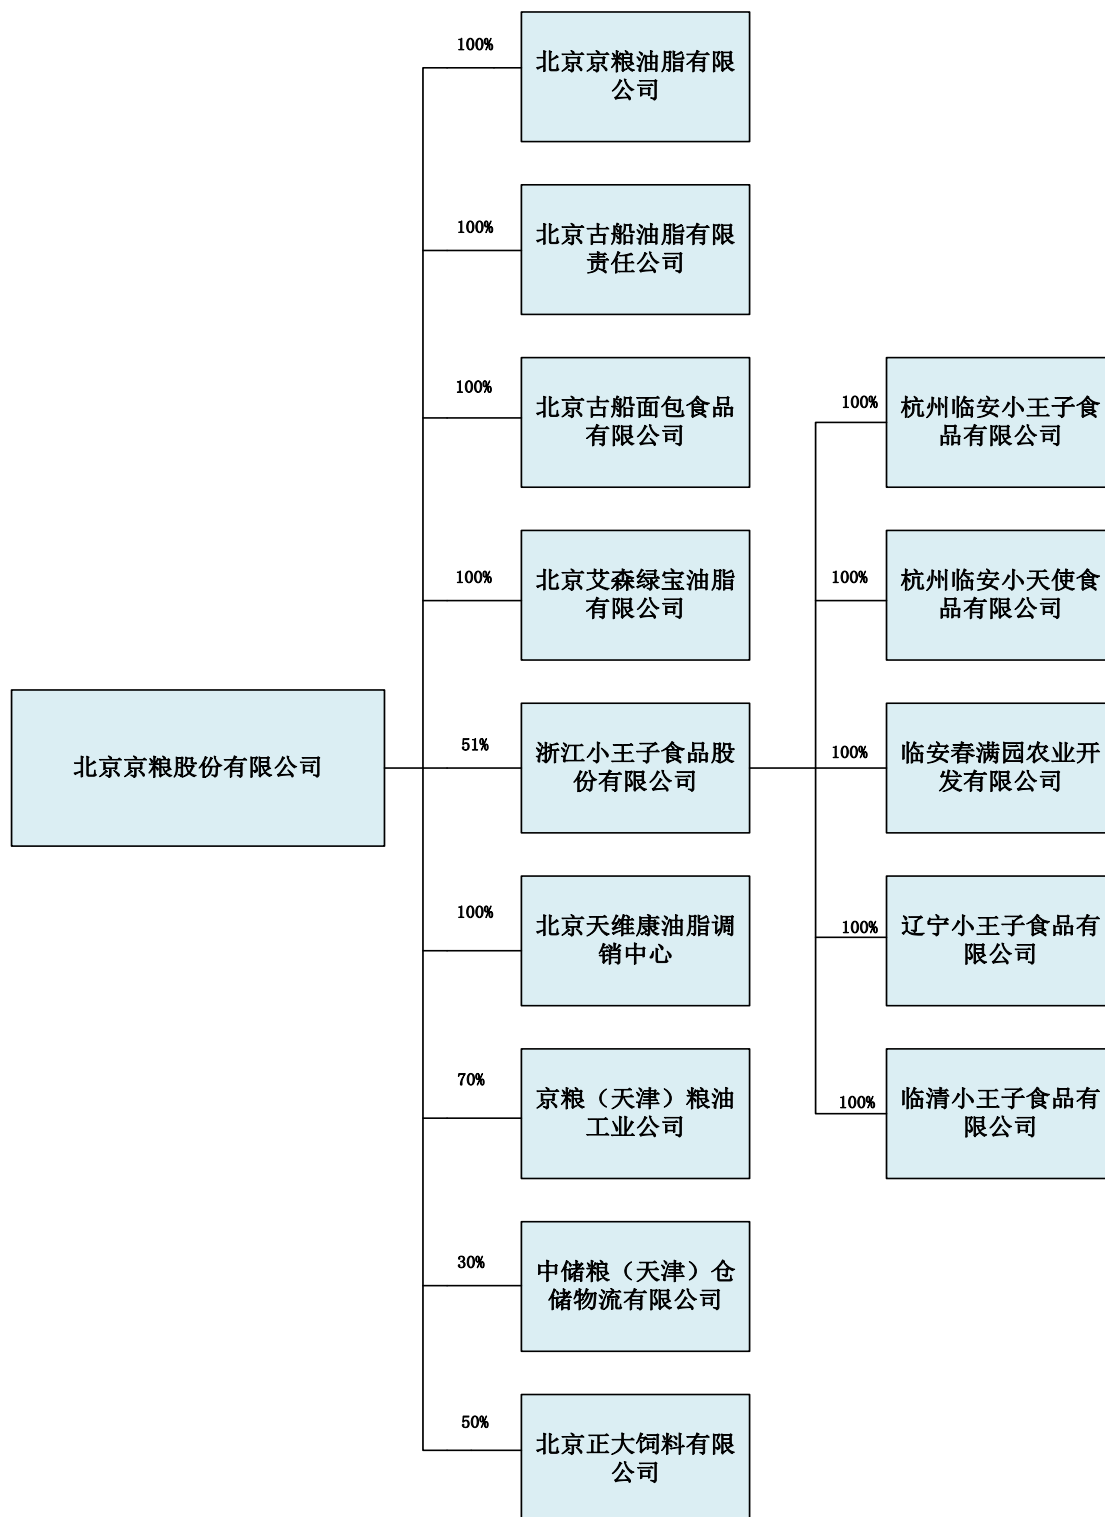 100%
北京京粮油脂有限
公司
100%
北京古船油脂有限
责任公司
100%
北京古船面包食品
有限公司
100%
杭州临安小王子食
品有限公司
100%
北京艾森绿宝油脂
有限公司
100%
杭州临安小天使食
品有限公司
北京京粮股份有限公司
51%
浙江小王子食品股
份有限公司
100%
临安春满园农业开
发有限公司
100%
北京天维康油脂调
销中心
100%
辽宁小王子食品有
限公司
70%
京粮（天津）粮油
工业公司
100%
临清小王子食品有
限公司
30%
中储粮（天津）仓
储物流有限公司
50%
北京正大饲料有限
公司